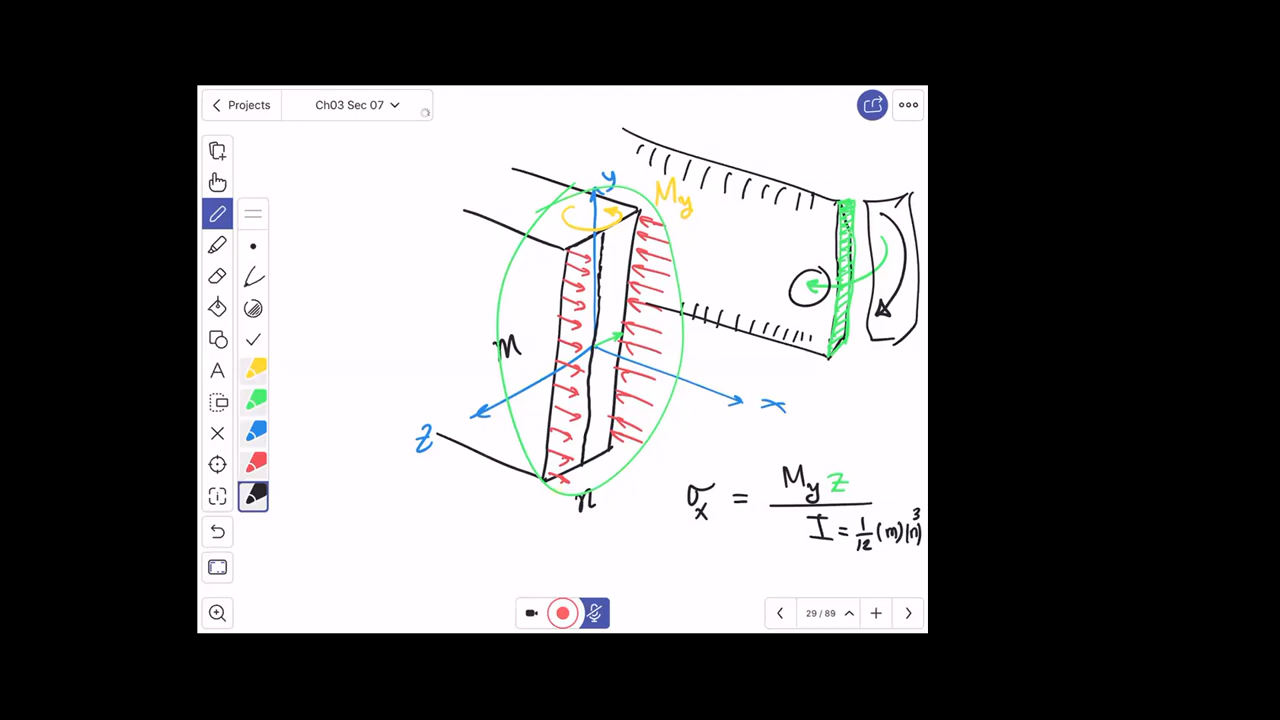 Projects
Ch03 Sec 07
y
My
m
x
z
n
σx = My z / I = 1/12 (m)(n)³
29 / 89